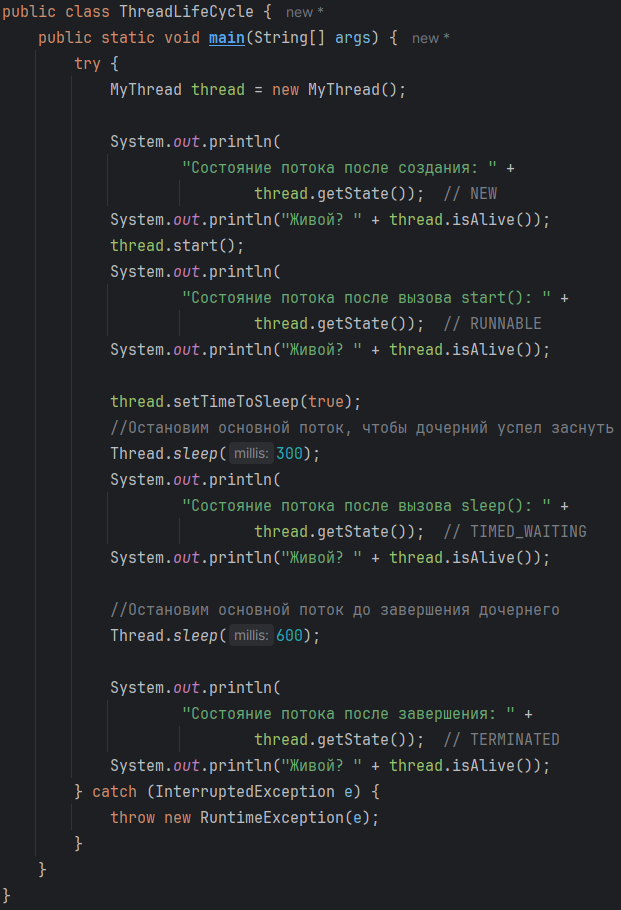 public class ThreadLifeCycle { new *
public static void main(String[] args) { new *
try {
MyThread thread = new MyThread();
System.out.println(
"Состояние потока после создания: " +
thread.getState()); // NEW
System.out.println("Живой? " + thread.isAlive());
thread.start();
System.out.println(
"Состояние потока после вызова start(): " +
thread.getState()); // RUNNABLE
System.out.println("Живой? " + thread.isAlive());
thread.setTimeToSleep(true);
//Остановим основной поток, чтобы дочерний успел заснуть
Thread.sleep( millis: 300);
System.out.println(
"Состояние потока после вызова sleep(): " +
thread.getState()); // TIMED_WAITING
System.out.println("Живой? " + thread.isAlive());
//Остановим основной поток до завершения дочернего
Thread.sleep( millis: 600);
System.out.println(
"Состояние потока после завершения: " +
thread.getState()); // TERMINATED
System.out.println("Живой? " + thread.isAlive());
} catch (InterruptedException e) {
throw new RuntimeException(e);
}
}
}